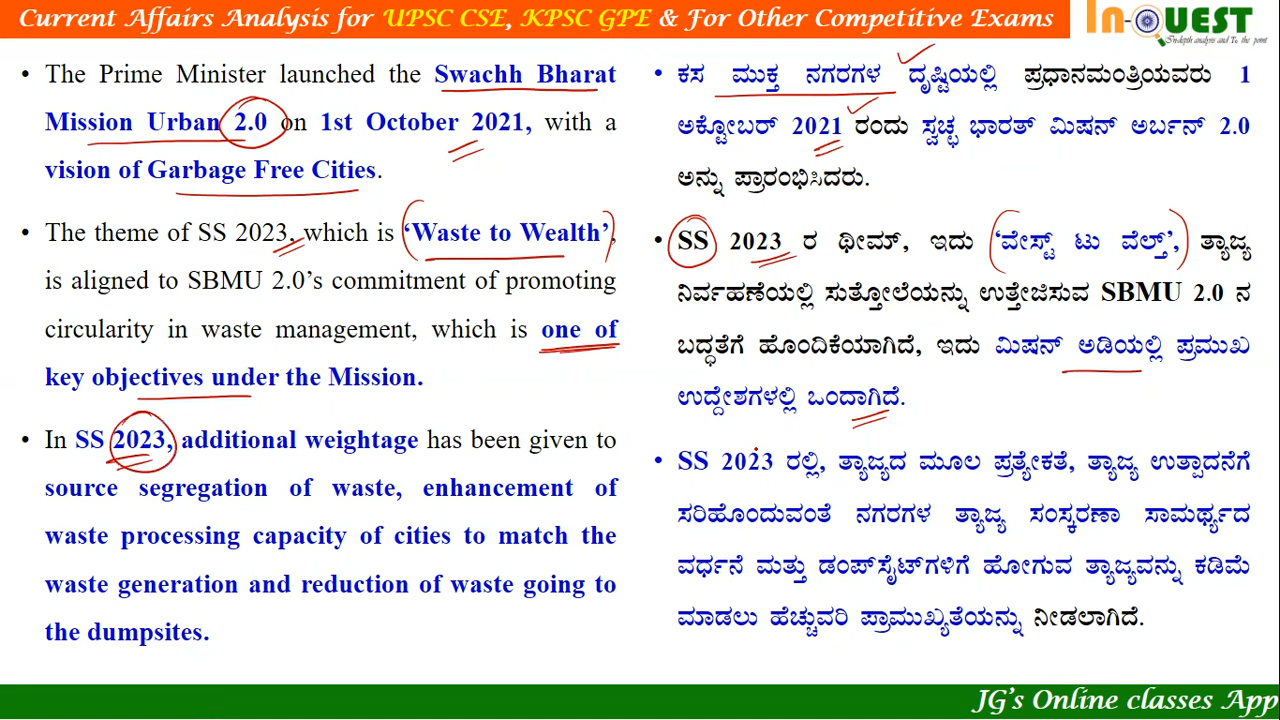 Current Affairs Analysis for UPSC CSE, KPSC GPE & For Other Competitive Exams
In-QUEST
In-depth analysis and To the point
• The Prime Minister launched the Swachh Bharat
Mission Urban 2.0 on 1st October 2021, with a
vision of Garbage Free Cities.
• The theme of SS 2023, which is ‘Waste to Wealth’,
is aligned to SBMU 2.0’s commitment of promoting
circularity in waste management, which is one of
key objectives under the Mission.
• In SS 2023, additional weightage has been given to
source segregation of waste, enhancement of
waste processing capacity of cities to match the
waste generation and reduction of waste going to
the dumpsites.
• ಕಸ ಮುಕ್ತ ನಗರಗಳ ದೃಷ್ಟಿಯಲ್ಲಿ ಪ್ರಧಾನಮಂತ್ರಿಯವರು 1
ಅಕ್ಟೋಬರ್ 2021 ರಂದು ಸ್ವಚ್ಛ ಭಾರತ್ ಮಿಷನ್ ಅರ್ಬನ್ 2.0
ಅನ್ನು ಪ್ರಾರಂಭಿಸಿದರು.
• SS 2023 ರ ಥೀಮ್, ಇದು ‘ವೇಸ್ಟ್ ಟು ವೆಲ್ತ್’, ತ್ಯಾಜ್ಯ
ನಿರ್ವಹಣೆಯಲ್ಲಿ ಸುತ್ತೋಲೆಯನ್ನು ಉತ್ತೇಜಿಸುವ SBMU 2.0 ನ
ಬದ್ಧತೆಗೆ ಹೊಂದಿಕೆಯಾಗಿದೆ, ಇದು ಮಿಷನ್ ಅಡಿಯಲ್ಲಿ ಪ್ರಮುಖ
ಉದ್ದೇಶಗಳಲ್ಲಿ ಒಂದಾಗಿದೆ.
• SS 2023 ರಲ್ಲಿ, ತ್ಯಾಜ್ಯದ ಮೂಲ ಪ್ರತ್ಯೇಕತೆ, ತ್ಯಾಜ್ಯ ಉತ್ಪಾದನೆಗೆ
ಸರಿಹೊಂದುವಂತೆ ನಗರಗಳ ತ್ಯಾಜ್ಯ ಸಂಸ್ಕರಣಾ ಸಾಮರ್ಥ್ಯದ
ವರ್ಧನೆ ಮತ್ತು ಡಂಪ್‌ಸೈಟ್‌ಗಳಿಗೆ ಹೋಗುವ ತ್ಯಾಜ್ಯವನ್ನು ಕಡಿಮೆ
ಮಾಡಲು ಹೆಚ್ಚುವರಿ ಪ್ರಾಮುಖ್ಯತೆಯನ್ನು ನೀಡಲಾಗಿದೆ.
JG's Online classes App